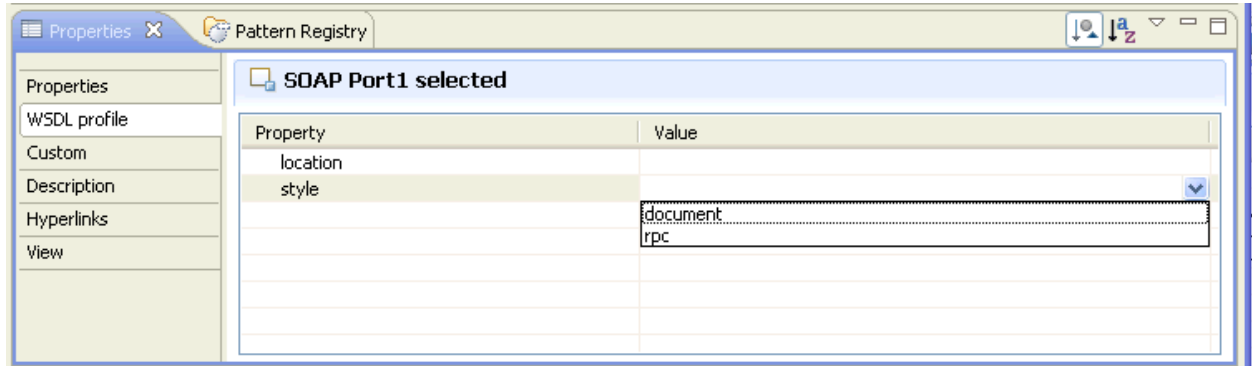 Properties Pattern Registry
SOAP Port1 selected
Properties
WSDL profile
Custom
Description
Hyperlinks
View
Property Value
location
style
document
rpc